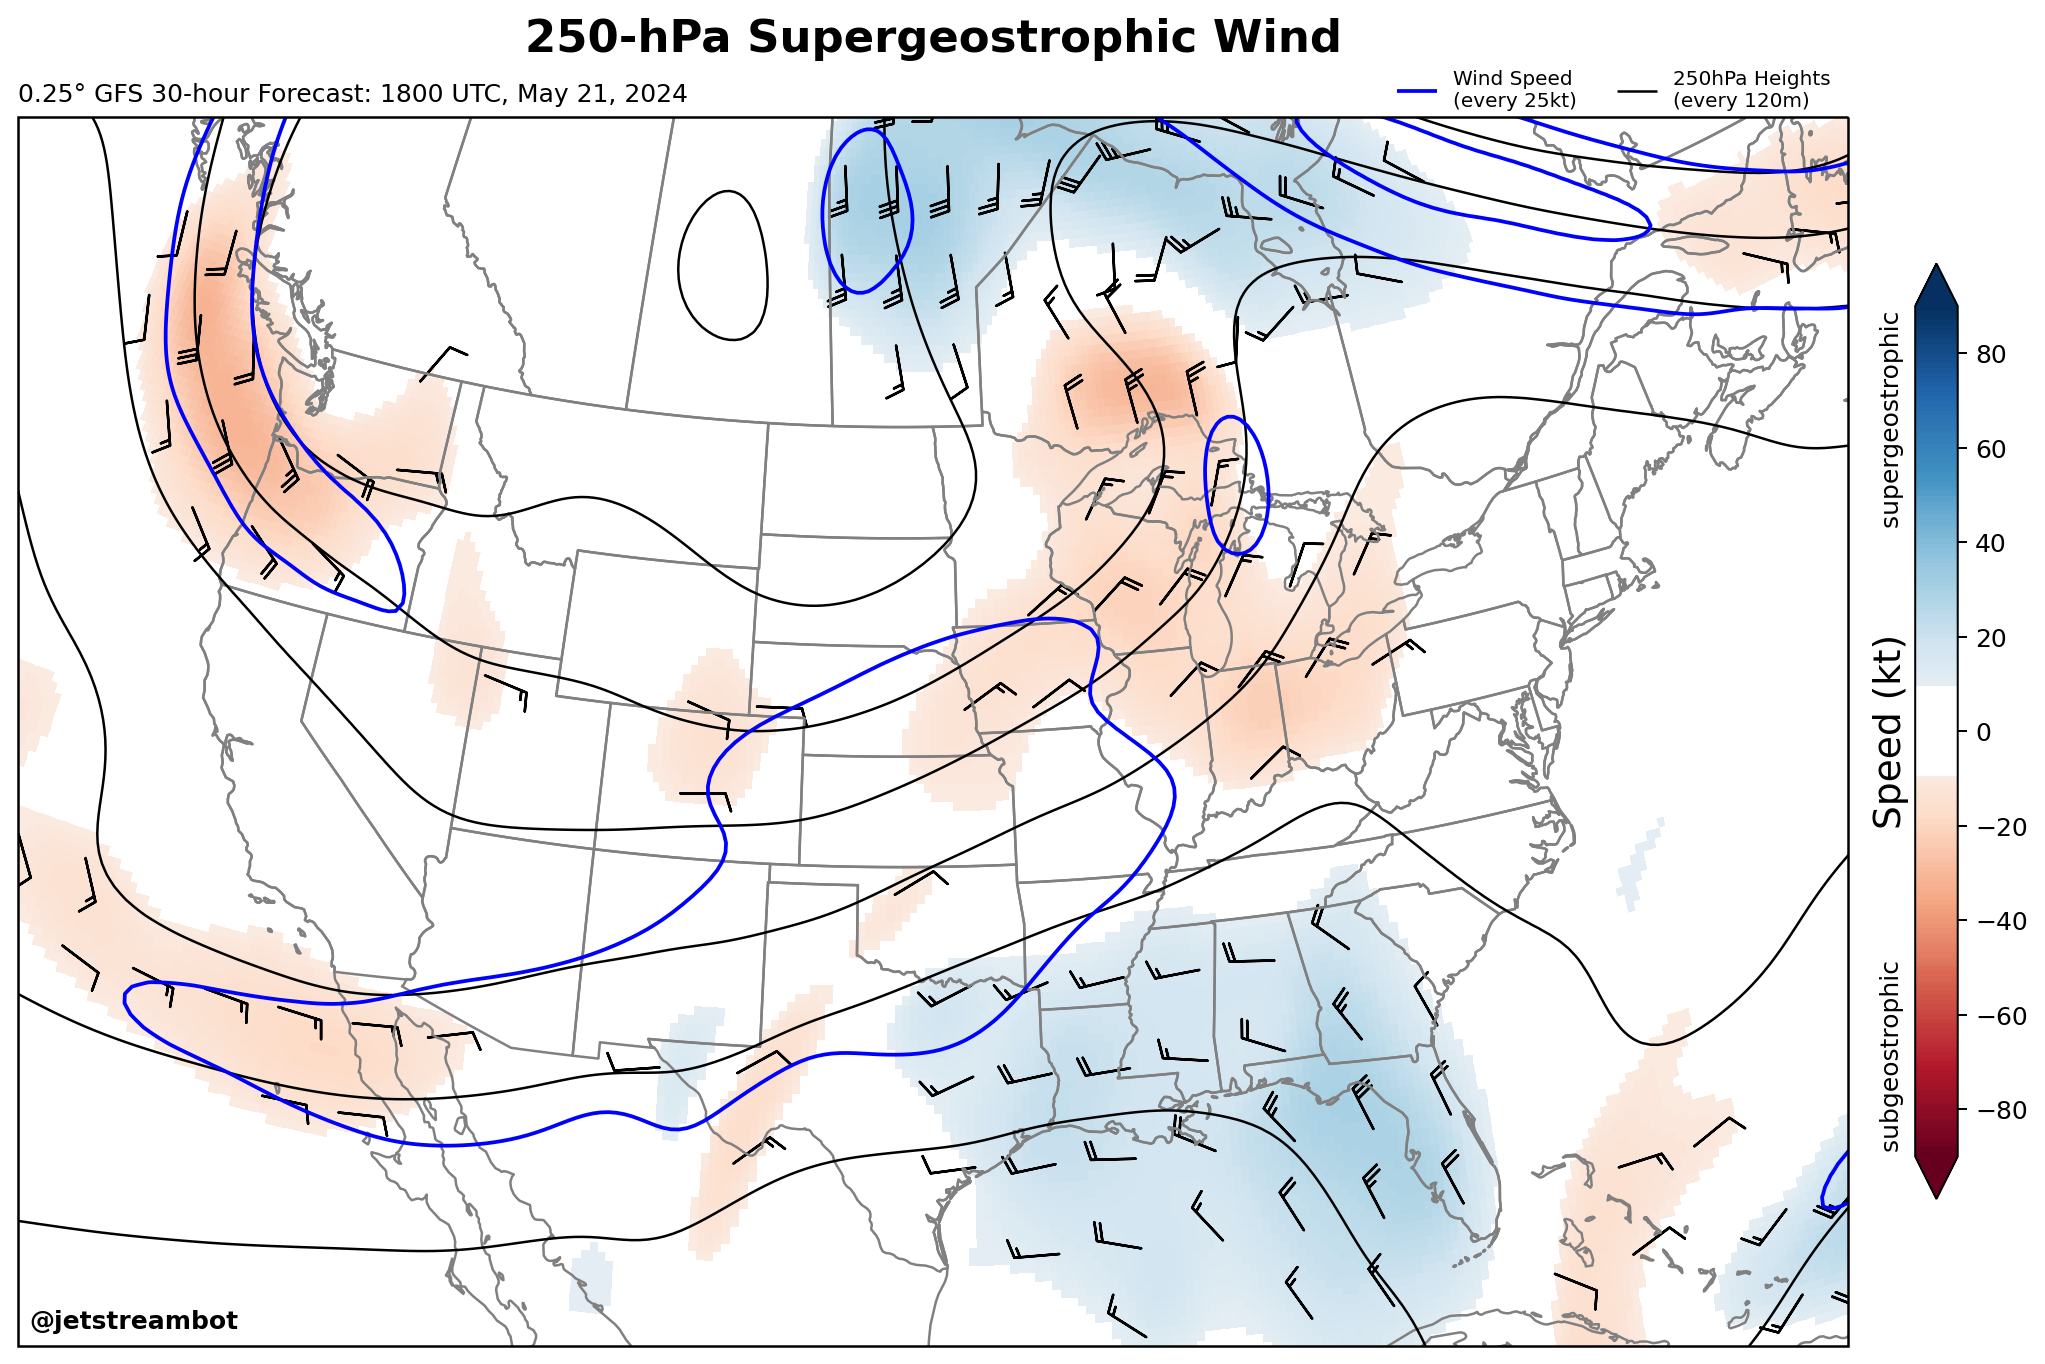 250-hPa Supergeostrophic Wind
0.25° GFS 30-hour Forecast: 1800 UTC, May 21, 2024
Wind Speed
(every 25kt)
250hPa Heights
(every 120m)
supergeostrophic
Speed (kt)
subgeostrophic
80
60
40
20
0
−20
−40
−60
−80
@jetstreambot